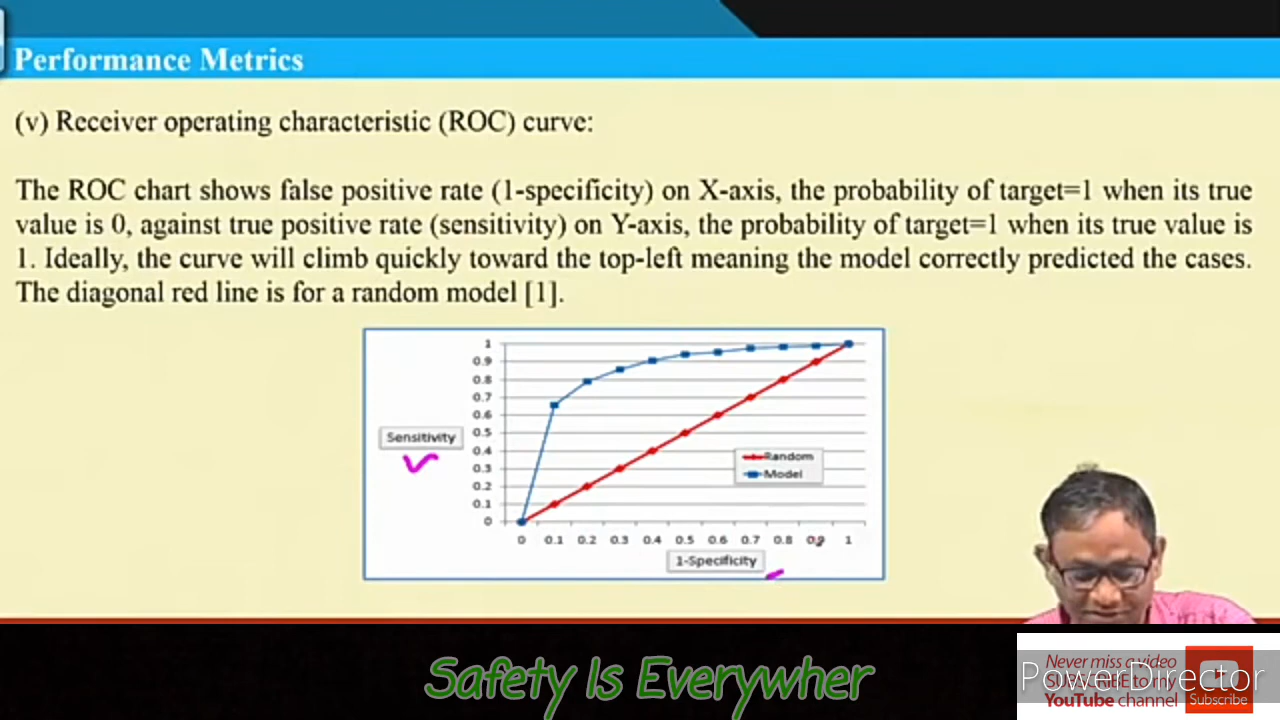 Performance Metrics
(v) Receiver operating characteristic (ROC) curve:
The ROC chart shows false positive rate (1-specificity) on X-axis, the probability of target=1 when its true
value is 0, against true positive rate (sensitivity) on Y-axis, the probability of target=1 when its true value is
1. Ideally, the curve will climb quickly toward the top-left meaning the model correctly predicted the cases.
The diagonal red line is for a random model [1].
1
0.9
0.8
0.7
0.6
0.5
0.4
0.3
0.2
0.1
0
Sensitivity
Random
Model
0 0.1 0.2 0.3 0.4 0.5 0.6 0.7 0.8 0.9 1
1-Specificity
Safety Is Everywher
Never miss a video
SUBSCRIBE to my
YouTube channel
Subscribe
PowerDirector